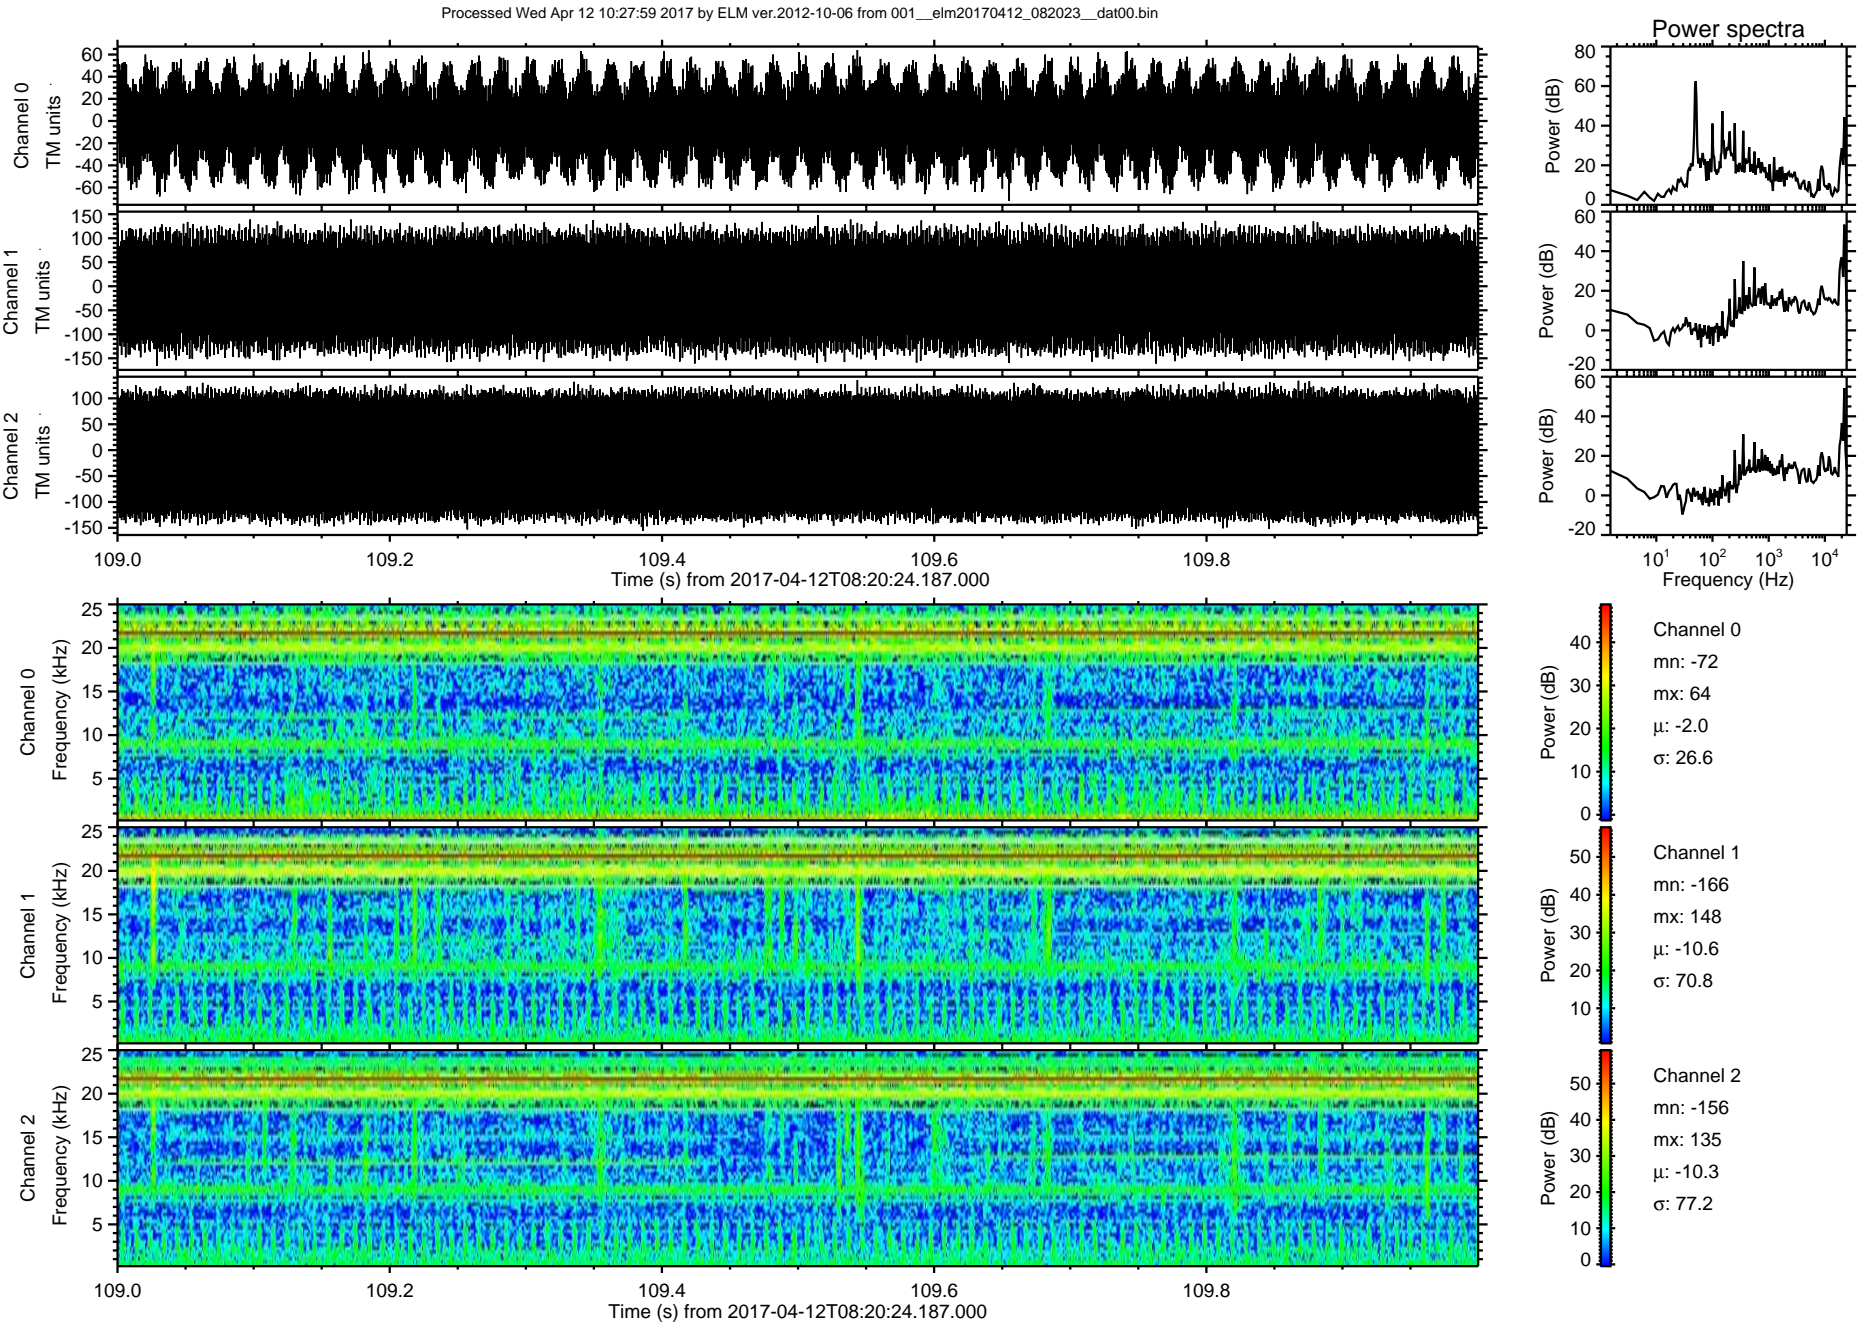 Processed Wed Apr 12 10:27:59 2017 by ELM ver.2012-10-06 from 001__elm20170412_082023__dat00.bin
Power spectra
Channel 0
TM units
60
40
20
0
-20
-40
-60
Power (dB)
80
60
40
20
0
Channel 1
TM units
150
100
50
0
-50
-100
-150
Power (dB)
60
40
20
0
-20
Channel 2
TM units
100
50
0
-50
-100
-150
Power (dB)
60
40
20
0
-20
109.0 109.2 109.4 109.6 109.8
Time (s) from 2017-04-12T08:20:24.187.000
10¹ 10² 10³ 10⁴
Frequency (Hz)
Channel 0
Frequency (kHz)
25
20
15
10
5
Power (dB)
40
30
20
10
0
Channel 0
mn: -72
mx: 64
μ: -2.0
σ: 26.6
Channel 1
Frequency (kHz)
25
20
15
10
5
Power (dB)
50
40
30
20
10
Channel 1
mn: -166
mx: 148
μ: -10.6
σ: 70.8
Channel 2
Frequency (kHz)
25
20
15
10
5
Power (dB)
50
40
30
20
10
0
Channel 2
mn: -156
mx: 135
μ: -10.3
σ: 77.2
109.0 109.2 109.4 109.6 109.8
Time (s) from 2017-04-12T08:20:24.187.000